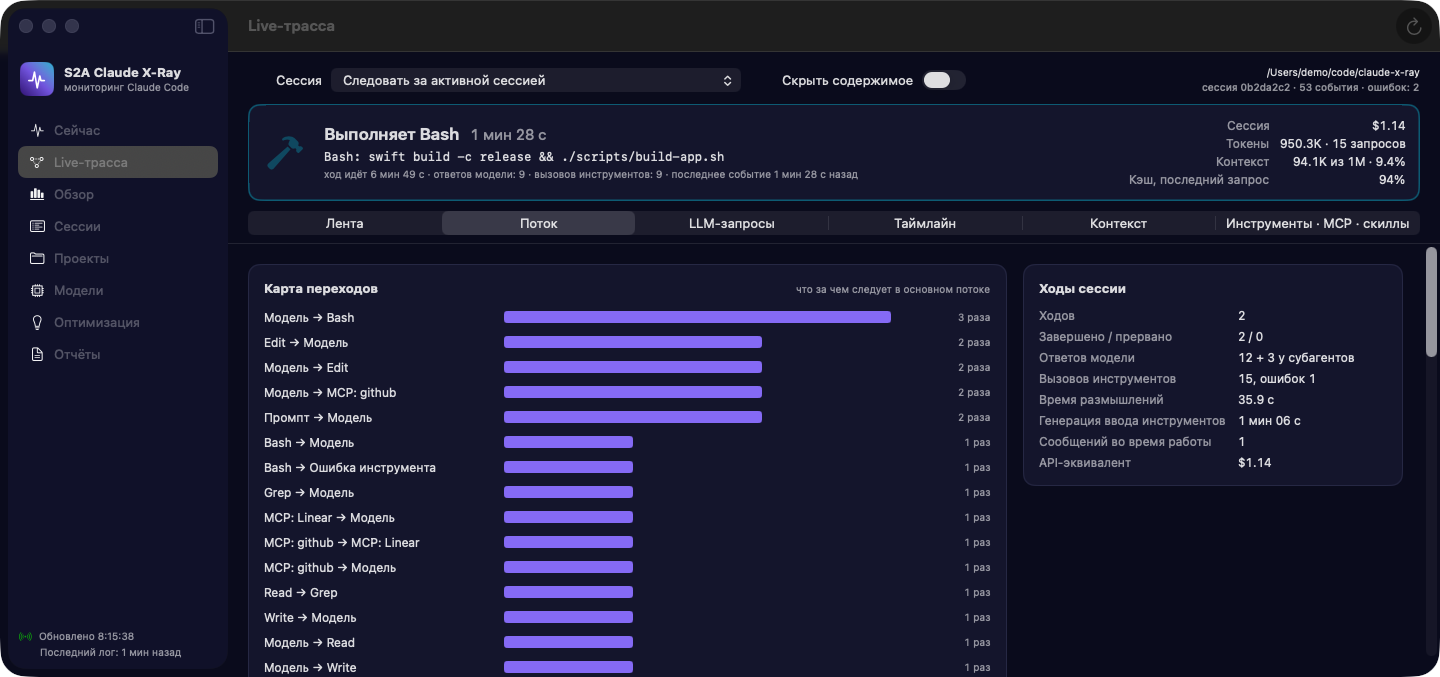 Live-трасса
S2A Claude X-Ray
мониторинг Claude Code
Сейчас
Live-трасса
Обзор
Сессии
Проекты
Модели
Оптимизация
Отчёты
Обновлено 8:15:38
Последний лог: 1 мин назад
Сессия Следовать за активной сессией Скрыть содержимое
/Users/demo/code/claude-x-ray
сессия 0b2da2c2 · 53 события · ошибок: 2
Выполняет Bash 1 мин 28 с
Bash: swift build -c release && ./scripts/build-app.sh
ход идёт 6 мин 49 с · ответов модели: 9 · вызовов инструментов: 9 · последнее событие 1 мин 28 с назад
Сессия $1.14
Токены 950.3K · 15 запросов
Контекст 94.1K из 1M · 9.4%
Кэш, последний запрос 94%
Лента Поток LLM-запросы Таймлайн Контекст Инструменты · MCP · скиллы
Карта переходов что за чем следует в основном потоке
Модель → Bash 3 раза
Edit → Модель 2 раза
Модель → Edit 2 раза
Модель → MCP: github 2 раза
Промпт → Модель 2 раза
Bash → Модель 1 раз
Bash → Ошибка инструмента 1 раз
Grep → Модель 1 раз
MCP: Linear → Модель 1 раз
MCP: github → MCP: Linear 1 раз
MCP: github → Модель 1 раз
Read → Grep 1 раз
Write → Модель 1 раз
Модель → Read 1 раз
Модель → Write 1 раз
Ходы сессии
Ходов 2
Завершено / прервано 2 / 0
Ответов модели 12 + 3 у субагентов
Вызовов инструментов 15, ошибок 1
Время размышлений 35.9 с
Генерация ввода инструментов 1 мин 06 с
Сообщений во время работы 1
API-эквивалент $1.14